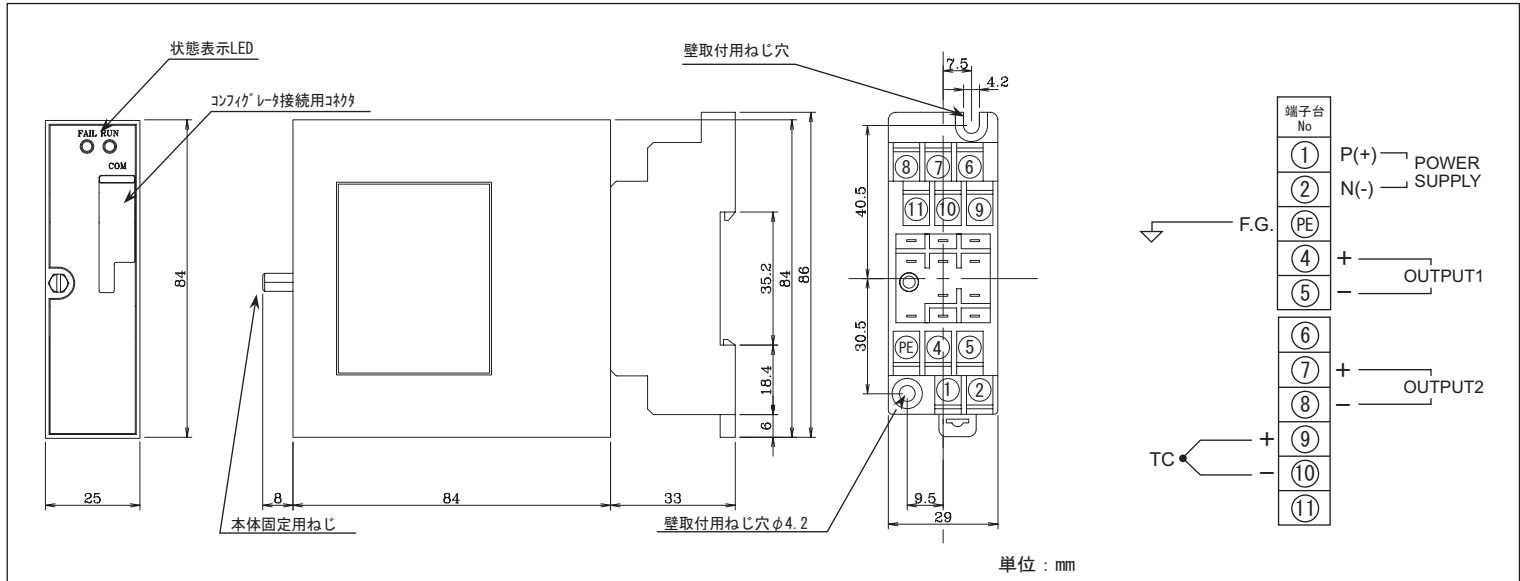 状態表示LED
コンフィグレータ接続用コネクタ
FAIL RUN
COM
84
25
8
84
33
本体固定用ねじ
35.2
18.4
6
84
86
壁取付用ねじ穴
7.5
4.2
40.5
30.5
8 7 6
11 10 9
PE 4 5
1 2
9.5
29
壁取付用ねじ穴φ4.2
単位：mm
端子台
No
① P(+)
② N(-)
POWER
SUPPLY
F.G. PE
④ +
⑤ −
OUTPUT1
⑥
⑦ +
⑧ −
OUTPUT2
TC
+ ⑨
− ⑩
⑪